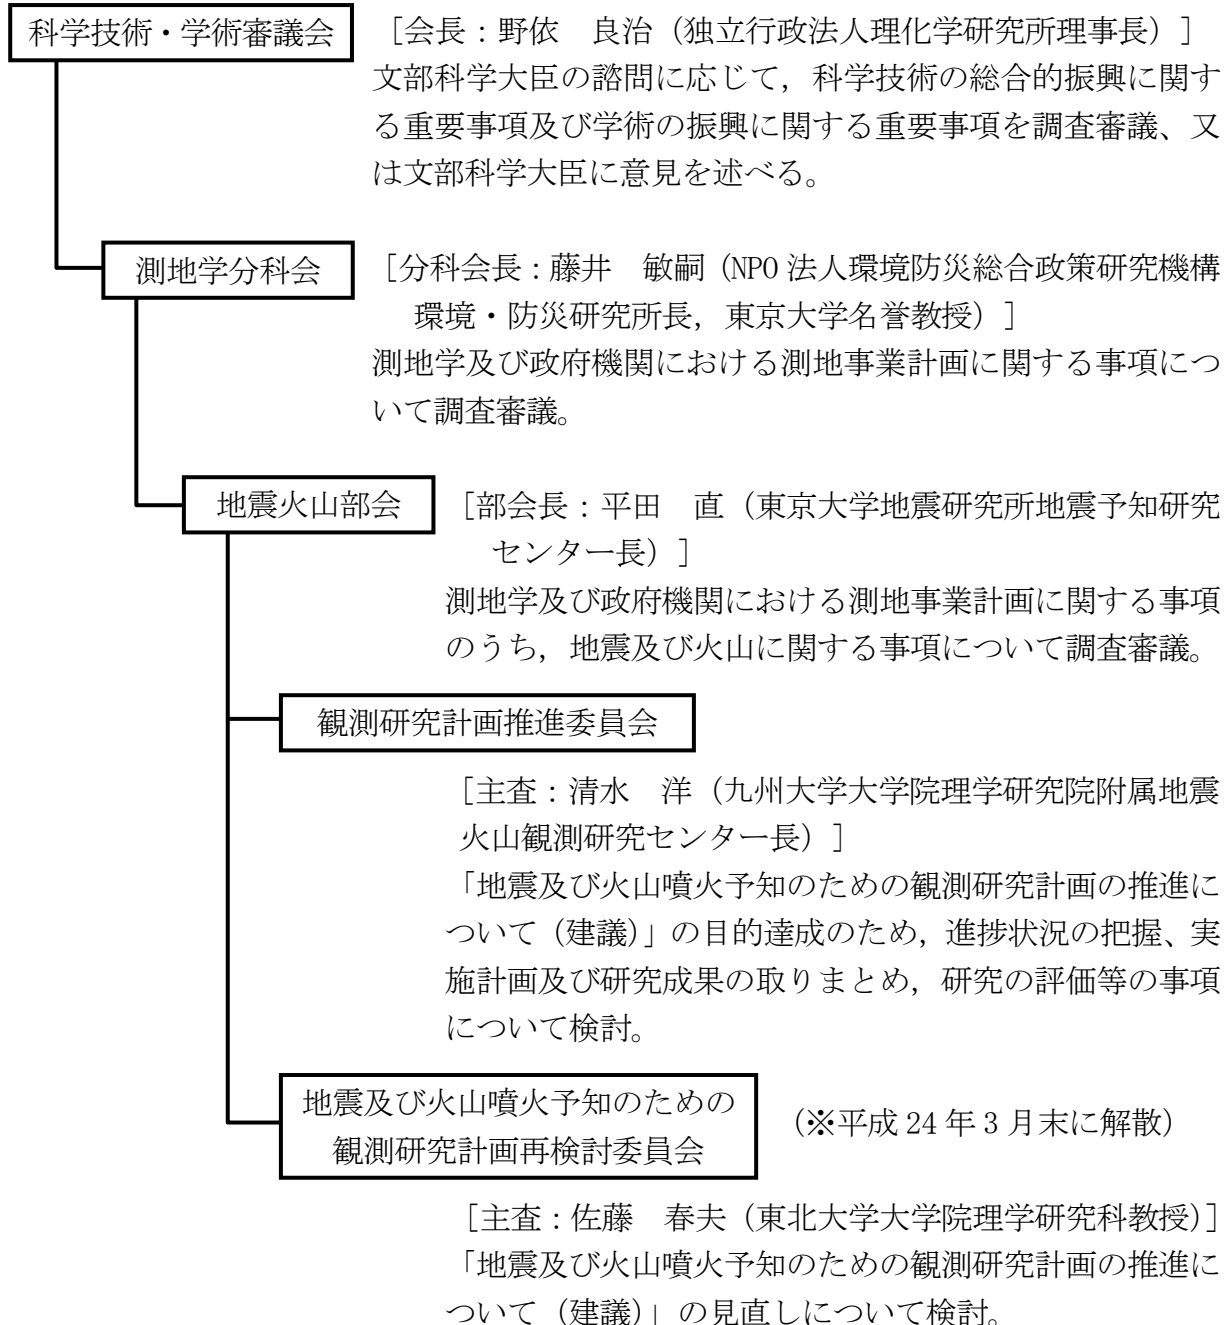 科学技術・学術審議会
［会長：野依　良治（独立行政法人理化学研究所理事長）］
文部科学大臣の諮問に応じて，科学技術の総合的振興に関す
る重要事項及び学術の振興に関する重要事項を調査審議、又
は文部科学大臣に意見を述べる。
測地学分科会
［分科会長：藤井　敏嗣（NPO 法人環境防災総合政策研究機構
環境・防災研究所長，東京大学名誉教授）］
測地学及び政府機関における測地事業計画に関する事項につ
いて調査審議。
地震火山部会
［部会長：平田　直（東京大学地震研究所地震予知研究
センター長）］
測地学及び政府機関における測地事業計画に関する事項
のうち，地震及び火山に関する事項について調査審議。
観測研究計画推進委員会
［主査：清水　洋（九州大学大学院理学研究院附属地震
火山観測研究センター長）］
「地震及び火山噴火予知のための観測研究計画の推進に
ついて（建議）」の目的達成のため，進捗状況の把握、実
施計画及び研究成果の取りまとめ，研究の評価等の事項
について検討。
地震及び火山噴火予知のための
観測研究計画再検討委員会
（※平成 24 年 3 月末に解散）
［主査：佐藤　春夫（東北大学大学院理学研究科教授）］
「地震及び火山噴火予知のための観測研究計画の推進に
ついて（建議）」の見直しについて検討。